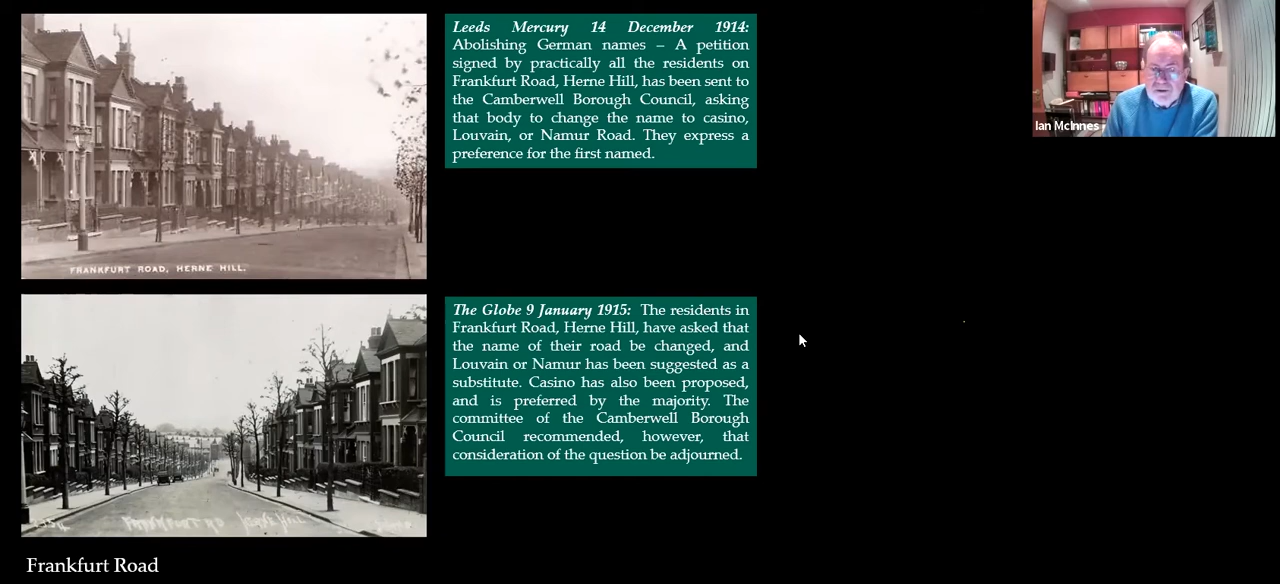 Leeds Mercury 14 December 1914:
Abolishing German names – A petition
signed by practically all the residents on
Frankfurt Road, Herne Hill, has been sent to
the Camberwell Borough Council, asking
that body to change the name to casino,
Louvain, or Namur Road. They express a
preference for the first named.
Ian McInnes
FRANKFURT ROAD, HERNE HILL.
The Globe 9 January 1915: The residents in
Frankfurt Road, Herne Hill, have asked that
the name of their road be changed, and
Louvain or Namur has been suggested as a
substitute. Casino has also been proposed,
and is preferred by the majority. The
committee of the Camberwell Borough
Council recommended, however, that
consideration of the question be adjourned.
FRANKFORT RD HERNE HILL
Frankfurt Road